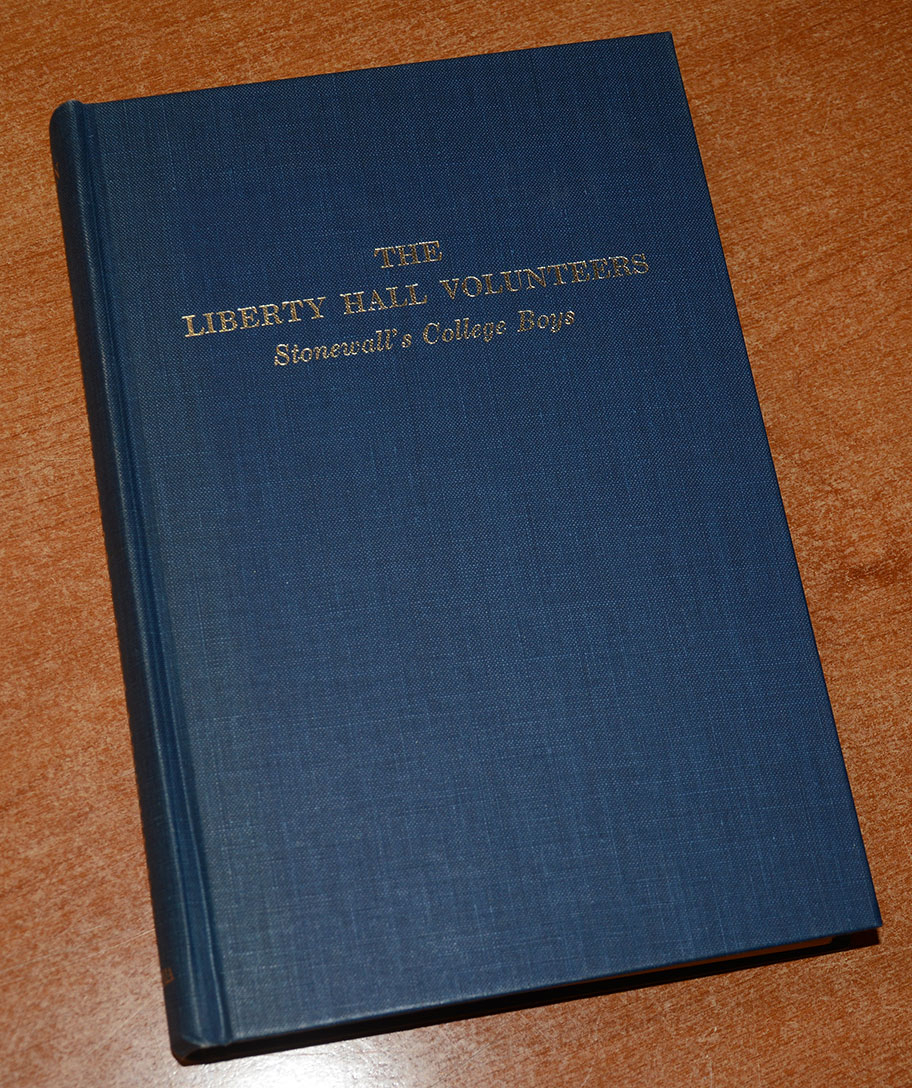 THE
LIBERTY HALL VOLUNTEERS
Stonewall's College Boys